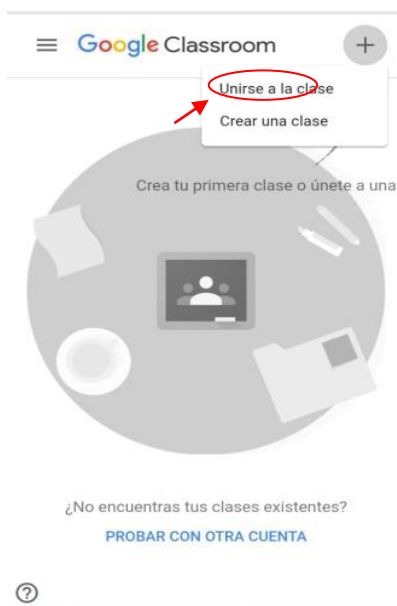 Google Classroom
Unirse a la clase
Crear una clase
Crea tu primera clase o únete a una
¿No encuentras tus clases existentes?
PROBAR CON OTRA CUENTA